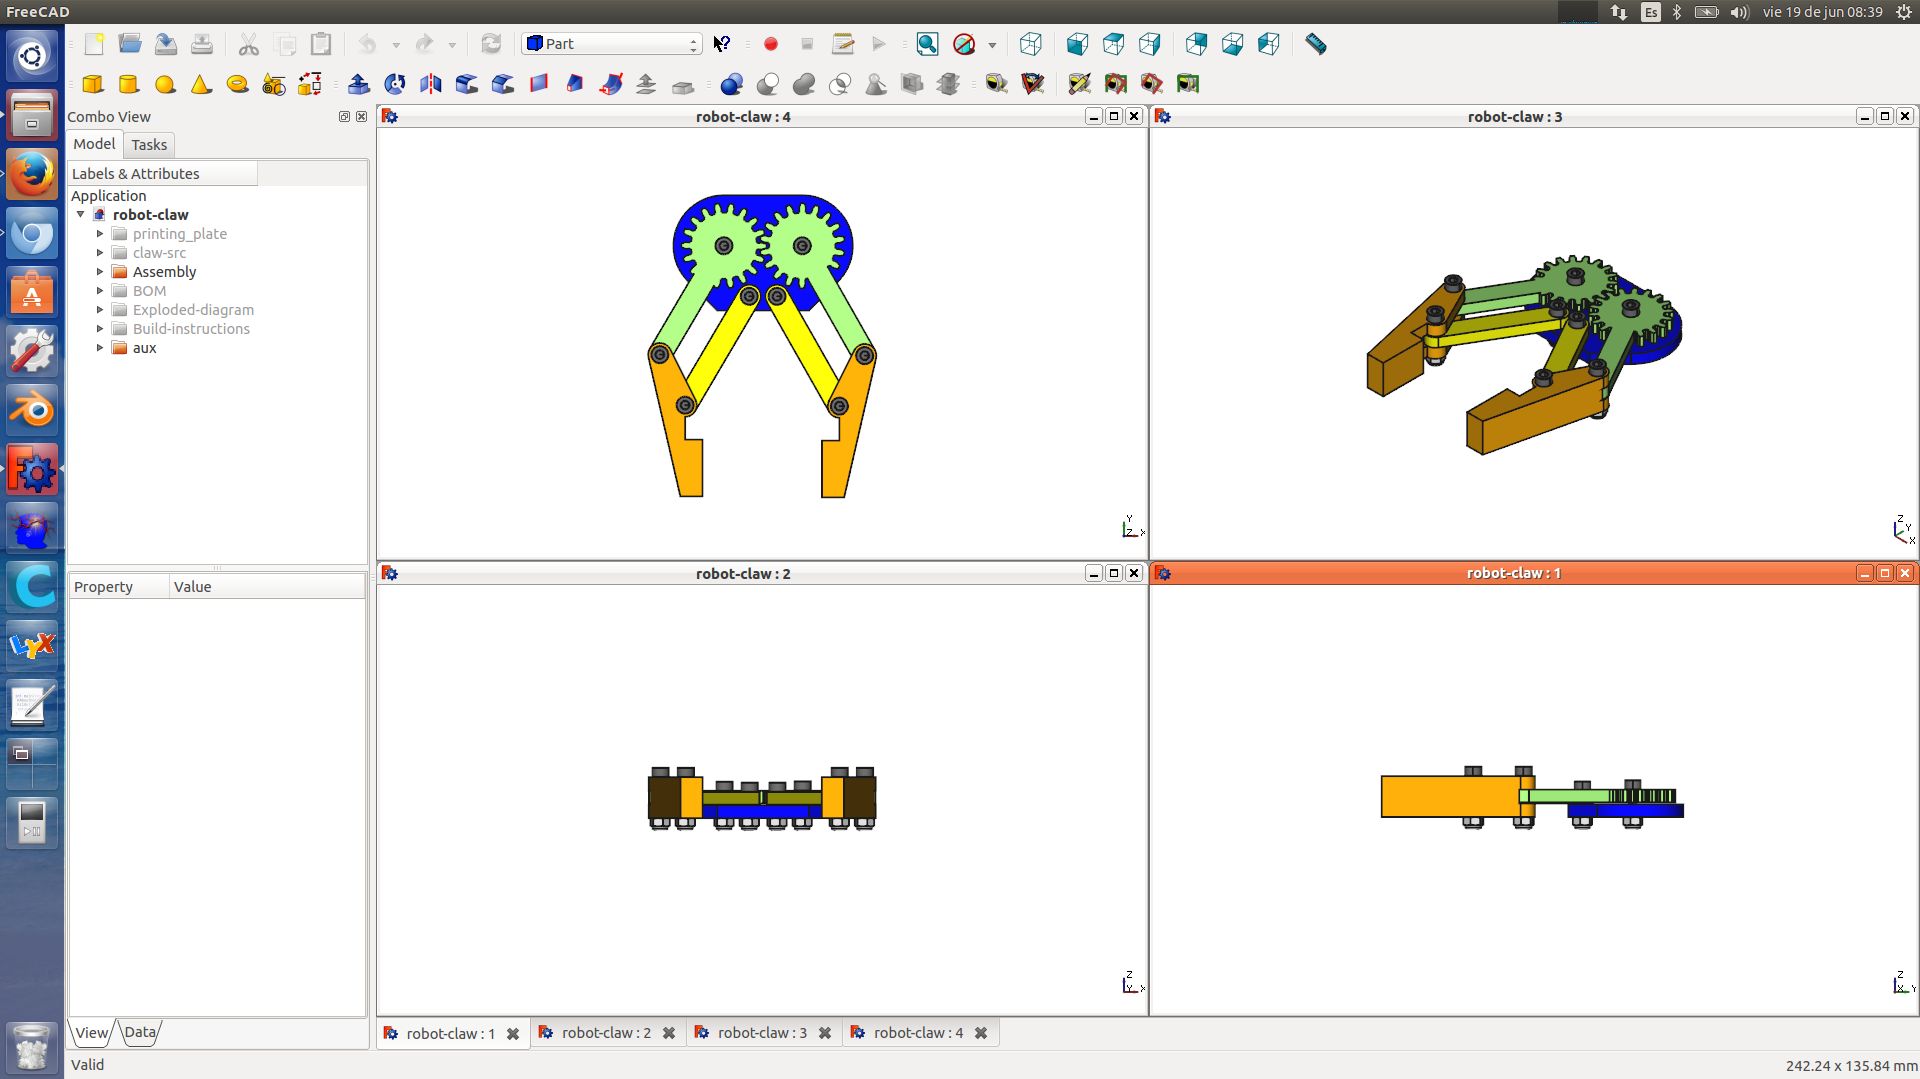 FreeCAD
Es
vie 19 de jun 08:39
Part
Combo View
Model
Tasks
Labels & Attributes
Application
robot-claw
printing_plate
claw-src
Assembly
BOM
Exploded-diagram
Build-instructions
aux
Property
Value
View
Data
robot-claw : 4
Y
Z
X
robot-claw : 3
Z
Y
X
robot-claw : 2
Z
Y
X
robot-claw : 1
Z
X
Y
robot-claw : 1
robot-claw : 2
robot-claw : 3
robot-claw : 4
LyX
Valid
242.24 x 135.84 mm